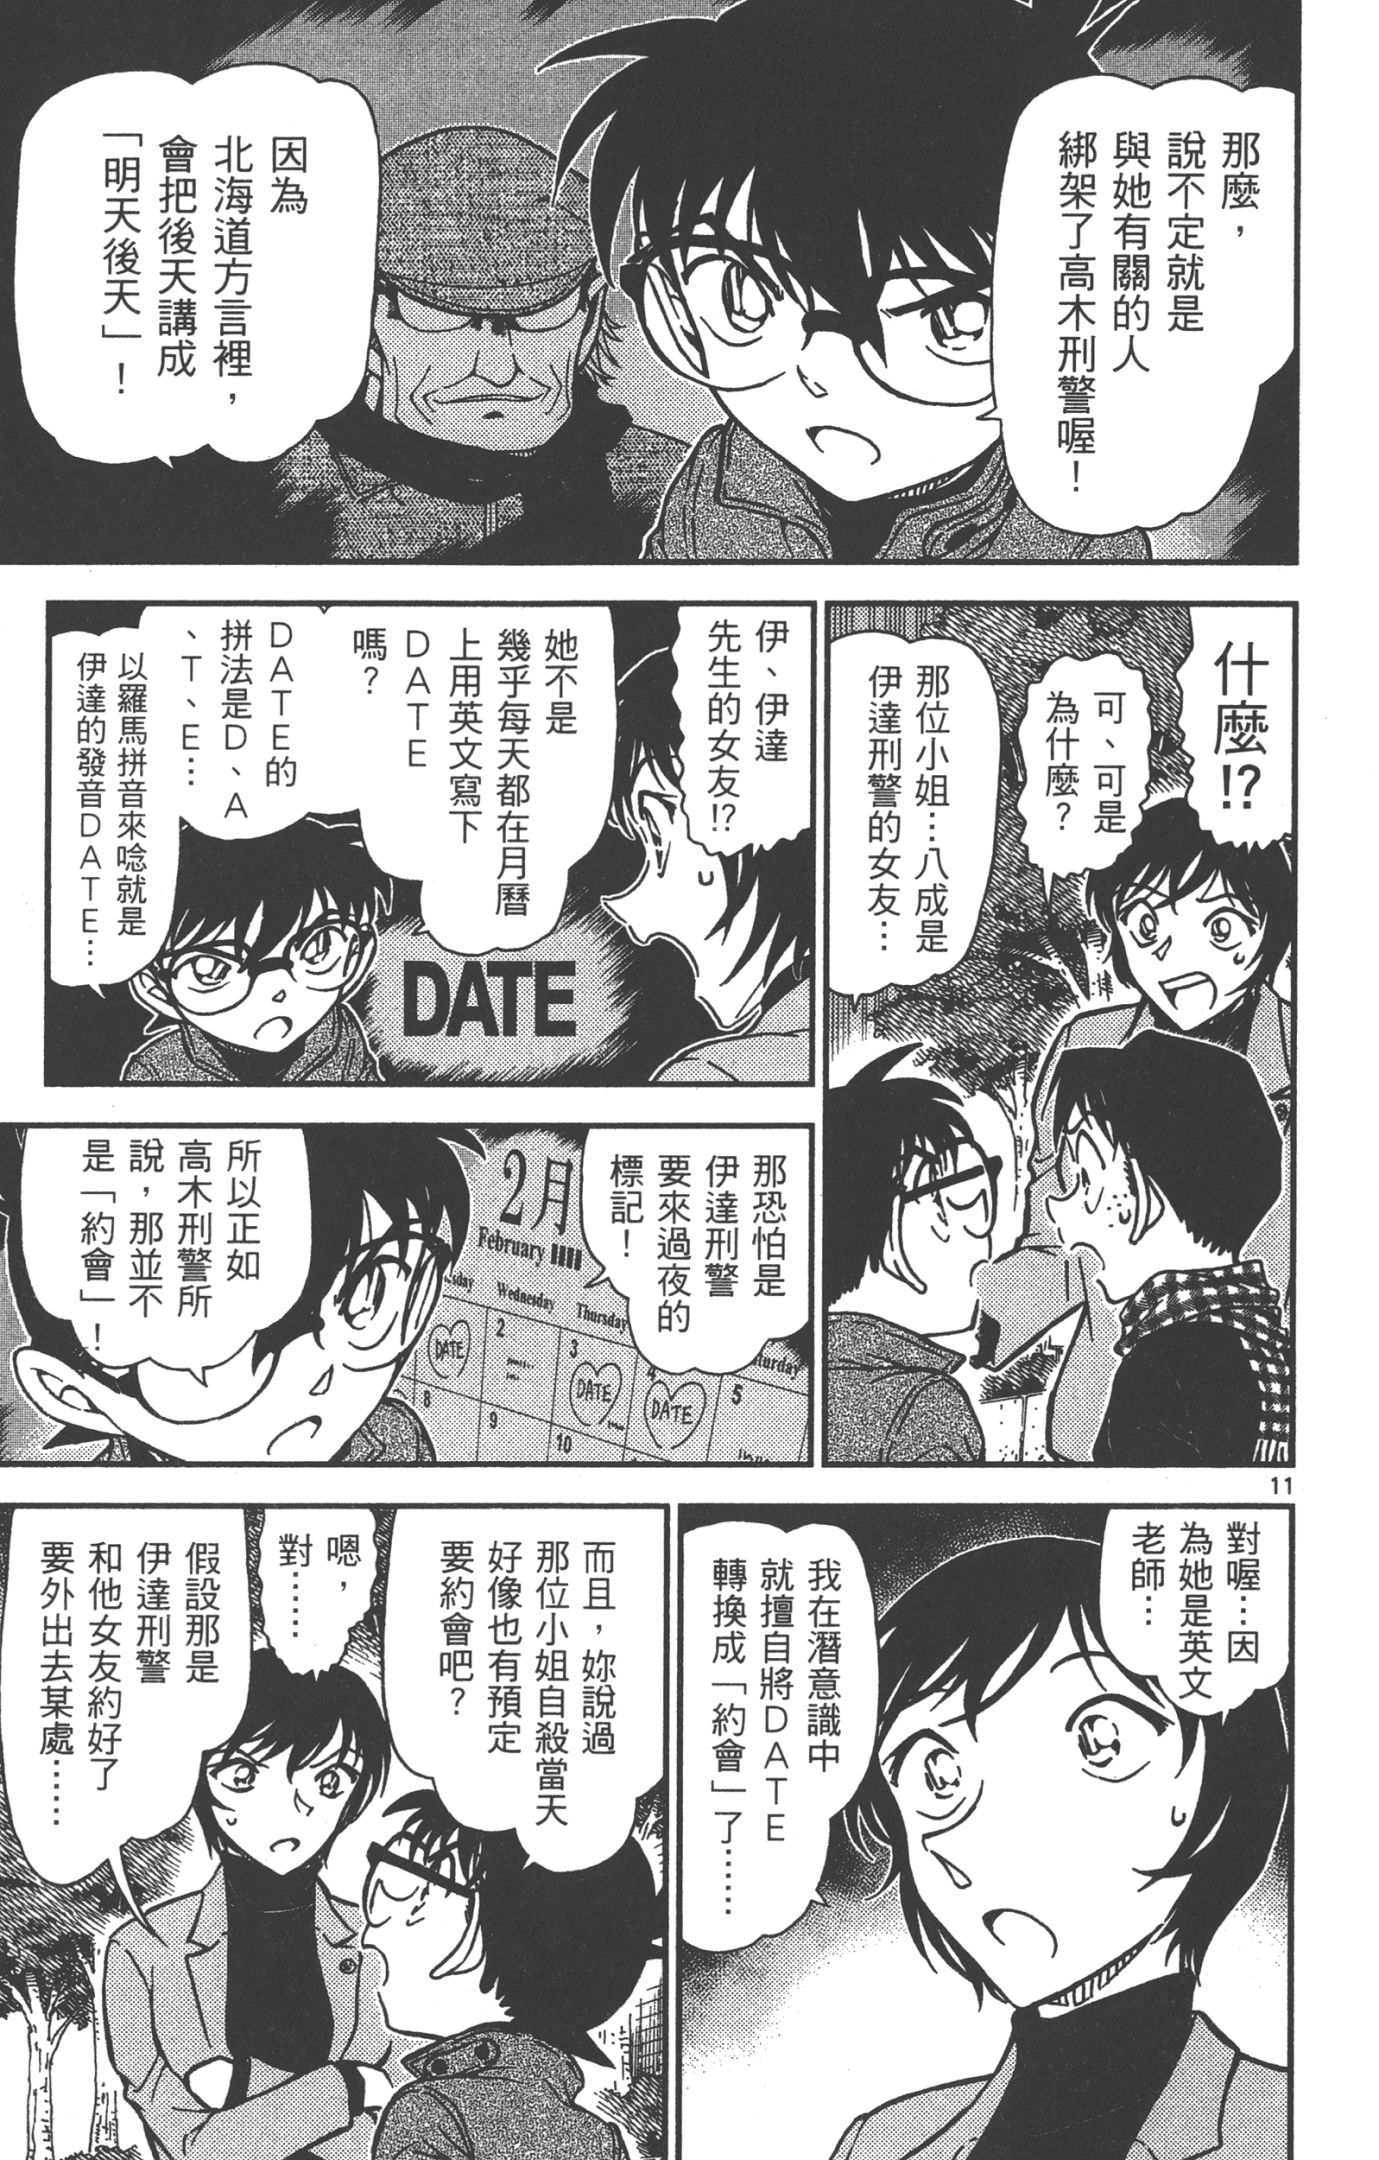 那麼，
說不定就是
與她有關的人
綁架了高木刑警喔！
因為
北海道方言裡，
會把後天講成
「明天後天」！
什麼!?
可、可是
為什麼？
那位小姐…八成是
伊達刑警的女友…
伊、伊達
先生的女友!?
她不是
幾乎每天都在月曆
上用英文寫下
DATE
嗎？
DATE的
拼法是D、A
、T、E…
以羅馬拼音來唸就是
伊達的發音DATE…
DATE
那恐怕是
伊達刑警
要來過夜的
標記！
2月
February
Wednesday
Thursday
DATE
2
3
DATE
4
DATE
5
8
9
10
所以正如
高木刑警所
說，那並不
是「約會」！
11
對喔…因
為她是英文
老師…
我在潛意識中
就擅自將DATE
轉換成「約會」了……
而且，妳說過
那位小姐自殺當天
好像也有預定
要約會吧？
嗯，
對……
假設那是
伊達刑警
和他女友約好了
要外出去某處……